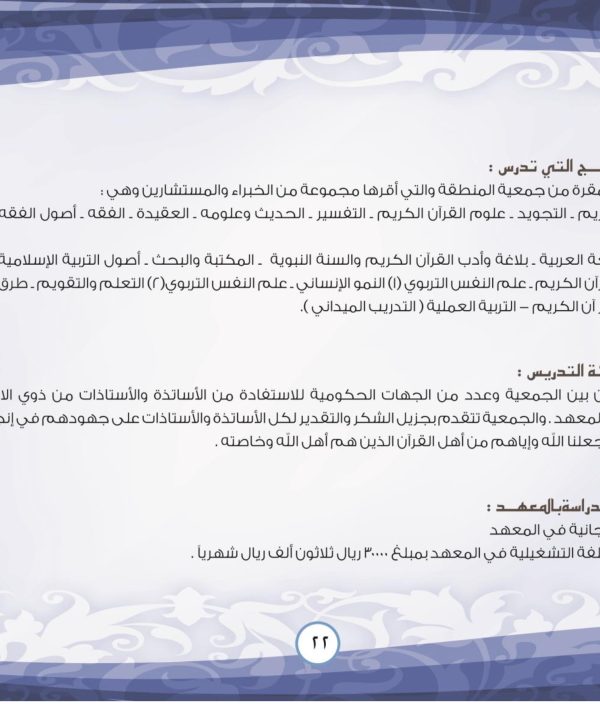 ـج التي تدرس :
مقرة من جمعية المنطقة والتي أقرها مجموعة من الخبراء والمستشارين وهي :
ريم ـ التجويد ـ علوم القرآن الكريم ـ التفسير ـ الحديث وعلومه ـ العقيدة ـ الفقه ـ أصول الفقه
ـة العربية ـ بلاغة وأدب القرآن الكريم والسنة النبوية ـ المكتبة والبحث ـ أصول التربية الإسلامية
رآن الكريم ـ علم النفس التربوي (١) النمو الإنساني ـ علم النفس التربوي(٢) التعلم والتقويم ـ طرق
ر آن الكريم – التربية العملية ( التدريب الميداني ).
ـة التدريس :
ن بين الجمعية وعدد من الجهات الحكومية للاستفادة من الأساتذة والأستاذات من ذوي الا
لمعهد . والجمعية تتقدم بجزيل الشكر والتقدير لكل الأساتذة والأستاذات على جهودهم في إنج
جعلنا الله وإياهم من أهل القرآن الذين هم أهل الله وخاصته .
دراسة بالمعهـد :
جانية في المعهد
لفة التشغيلية في المعهد بمبلغ ٣٠٠٠٠ ريال ثلاثون ألف ريال شهرياً .
٢٢